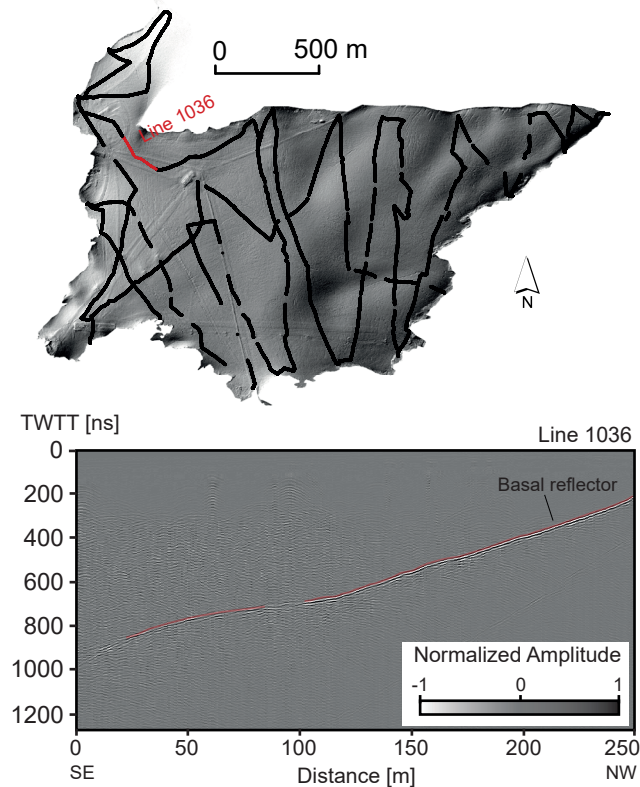 0 500 m
Line 1036
N
TWTT [ns]
Line 1036
0
200
400
600
800
1000
1200
Basal reflector
Normalized Amplitude
-1 0 1
0 50 100 150 200 250
SE Distance [m] NW